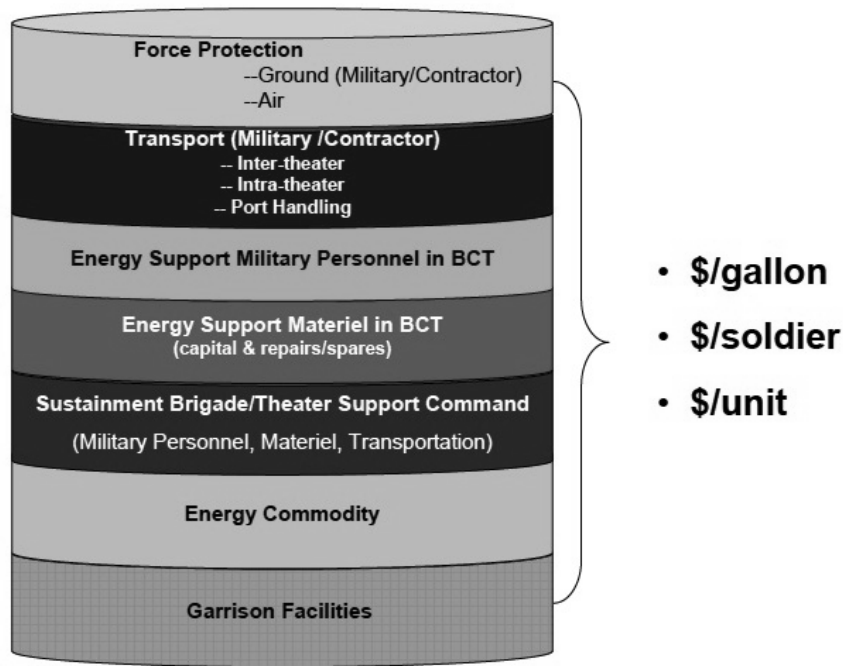 Force Protection
--Ground (Military/Contractor)
--Air
Transport (Military /Contractor)
-- Inter-theater
-- Intra-theater
-- Port Handling
Energy Support Military Personnel in BCT
Energy Support Materiel in BCT
(capital & repairs/spares)
Sustainment Brigade/Theater Support Command
(Military Personnel, Materiel, Transportation)
Energy Commodity
Garrison Facilities
• $/gallon
• $/soldier
• $/unit